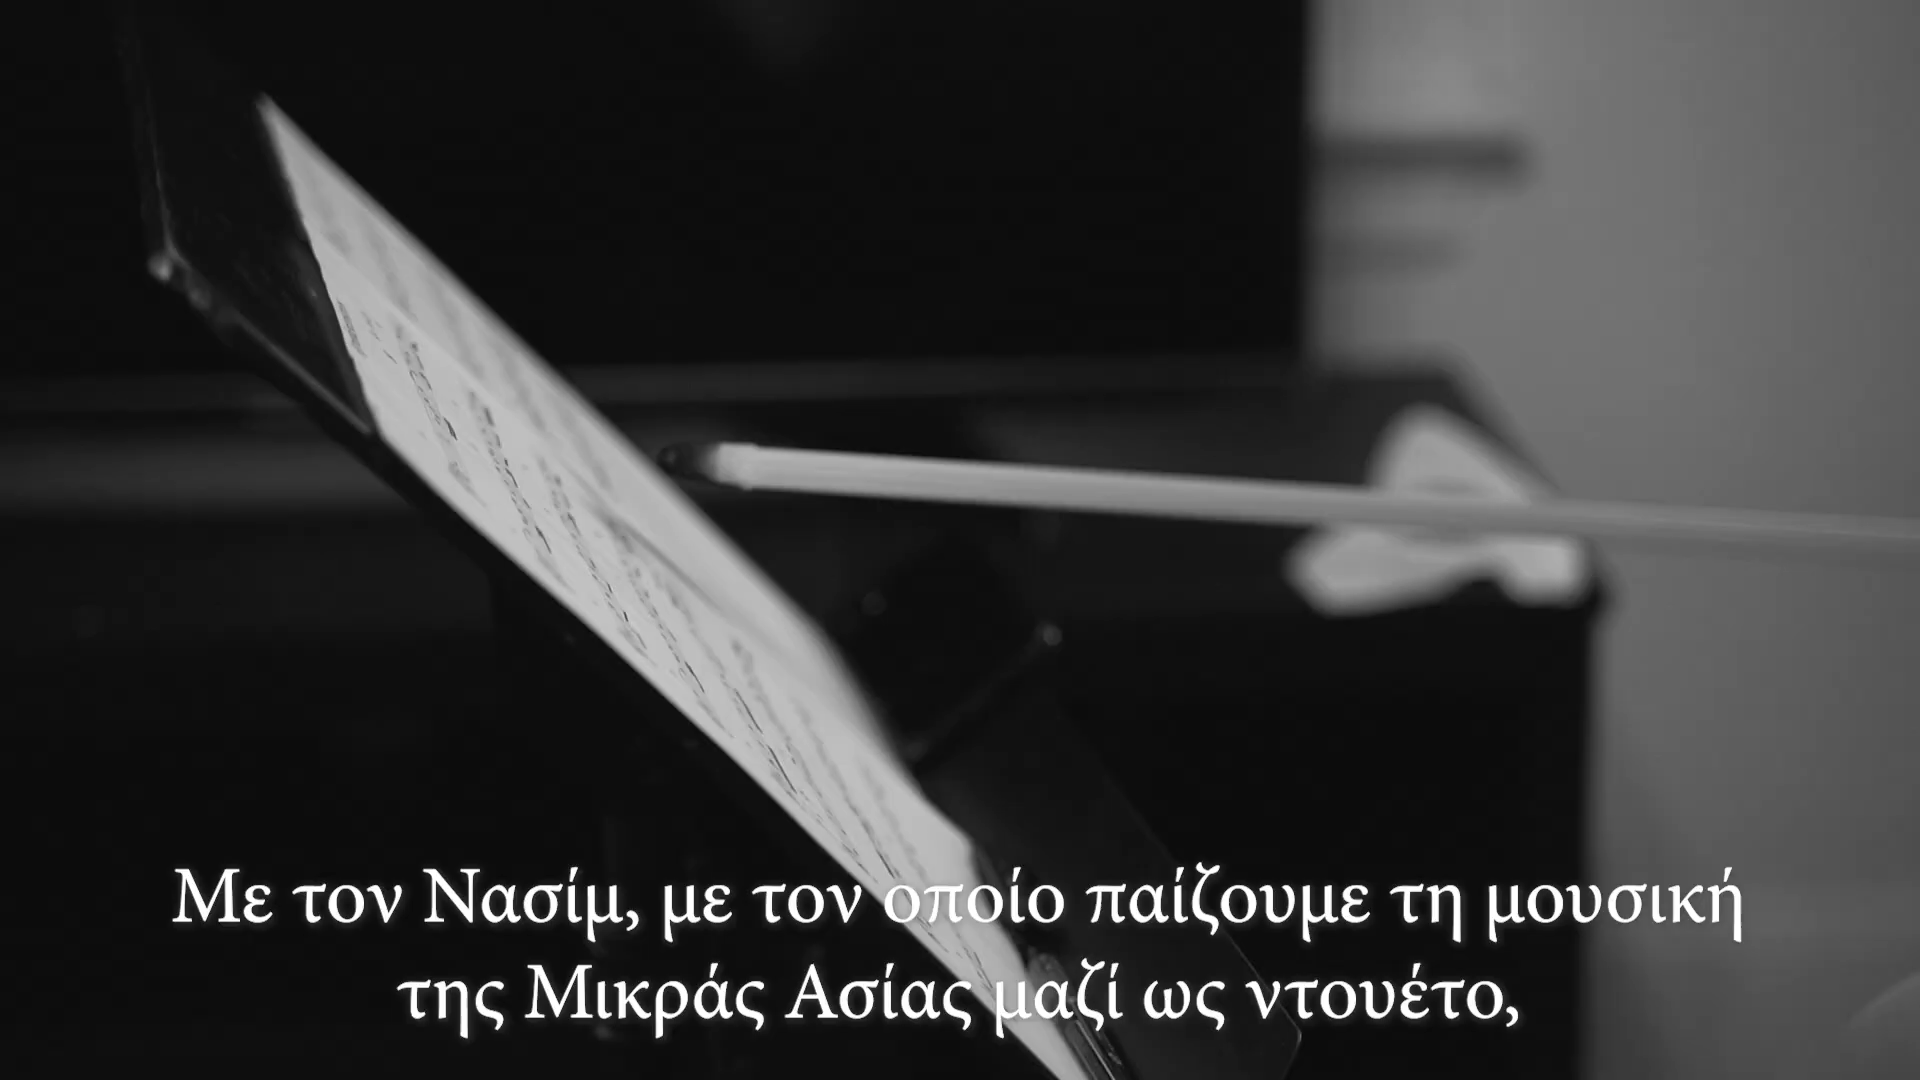 Με τον Νασίμ, με τον οποίο παίζουμε τη μουσική
της Μικράς Ασίας μαζί ως ντουέτο,